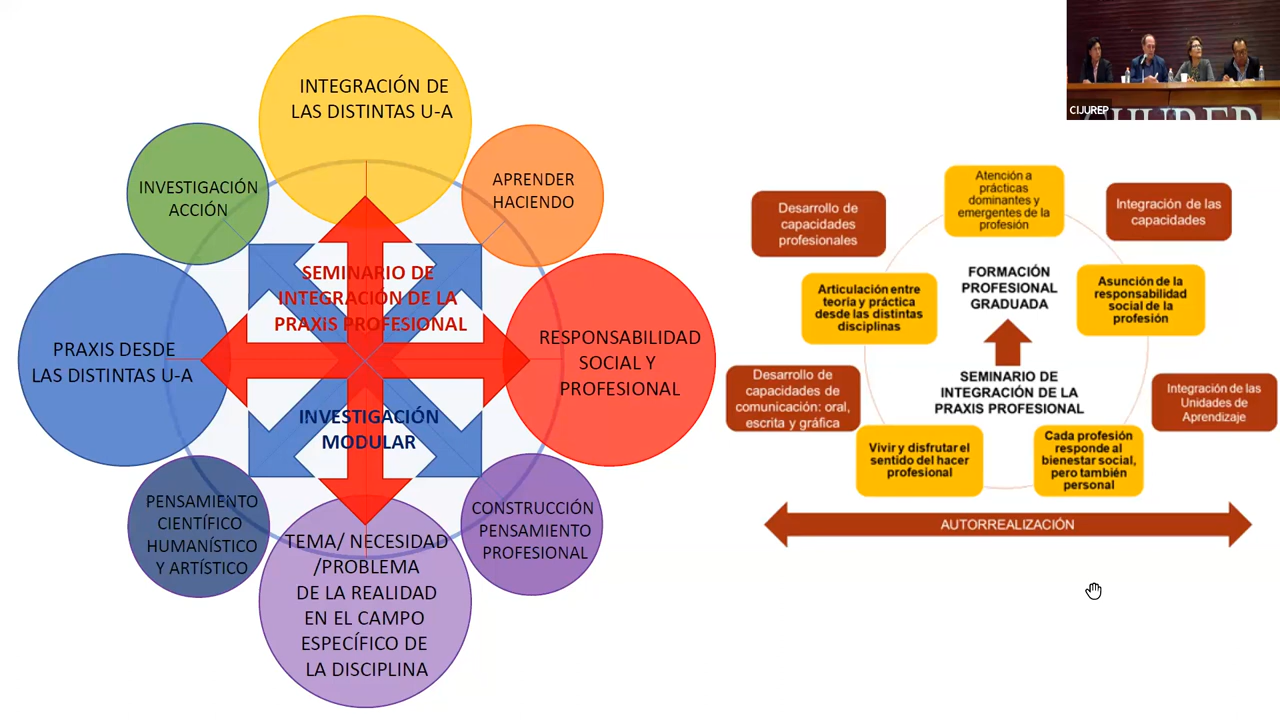 INTEGRACIÓN DE
LAS DISTINTAS U-A
INVESTIGACIÓN
ACCIÓN
APRENDER
HACIENDO
SEMINARIO DE
INTEGRACIÓN DE LA
PRAXiS PROFESIONAL
PRAXIS DESDE
LAS DISTINTAS U-A
RESPONSABILIDAD
SOCIAL Y
PROFESIONAL
INVESTIGACIÓN
MODULAR
PENSAMIENTO
CIENTÍFICO
HUMANÍSTICO
Y ARTÍSTICO
CONSTRUCCIÓN
PENSAMIENTO
PROFESIONAL
TEMA/ NECESIDAD
/PROBLEMA
DE LA REALIDAD
EN EL CAMPO
ESPECÍFICO DE
LA DISCIPLINA
CIJUREP
CIJUREP
Atención a
prácticas
dominantes y
emergentes de la
profesión
Desarrollo de
capacidades
profesionales
Integración de las
capacidades
FORMACIÓN
PROFESIONAL
GRADUADA
Articulación entre
teoría y práctica
desde las distintas
disciplinas
Asunción de la
responsabilidad
social de la
profesión
SEMINARIO DE
INTEGRACIÓN DE LA
PRAXIS PROFESIONAL
Desarrollo de
capacidades de
comunicación: oral,
escrita y gráfica
Integración de las
Unidades de
Aprendizaje
Vivir y disfrutar el
sentido del hacer
profesional
Cada profesión
responde al
bienestar social,
pero también
personal
AUTORREALIZACIÓN